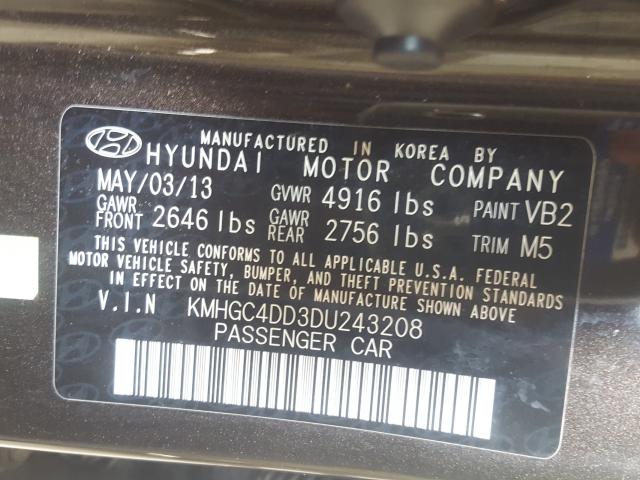 MANUFACTURED IN KOREA BY
HYUNDAI MOTOR COMPANY
MAY/03/13 GVWR 4916 lbs PAINT VB2
GAWR FRONT 2646 lbs GAWR REAR 2756 lbs TRIM M5
THIS VEHICLE CONFORMS TO ALL APPLICABLE U.S.A. FEDERAL
MOTOR VEHICLE SAFETY, BUMPER, AND THEFT PREVENTION STANDARDS
IN EFFECT ON THE DATE OF MANUFACTURE SHOWN ABOVE
V.I.N KMHGC4DD3DU243208
PASSENGER CAR